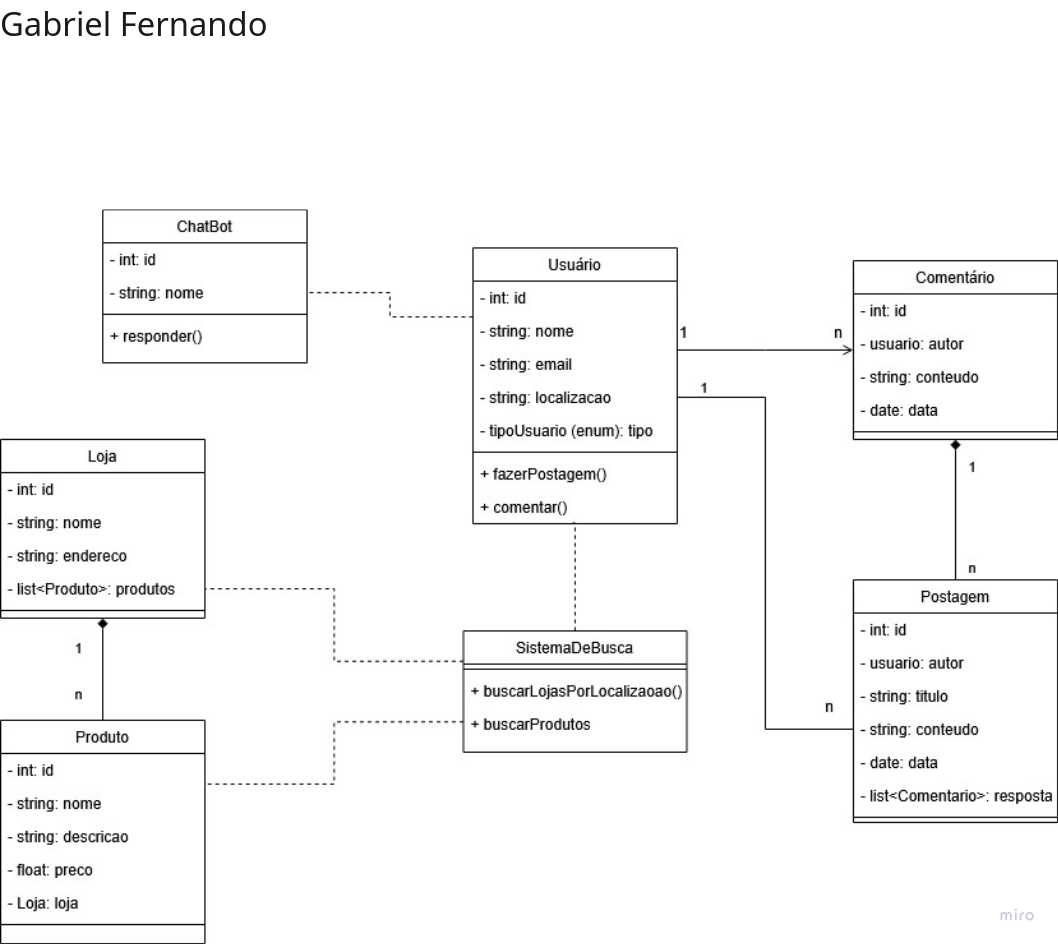 Gabriel Fernando
ChatBot
- int: id
- string: nome
+ responder()
Usuário
- int: id
- string: nome
- string: email
- string: localizacao
- tipoUsuario (enum): tipo
+ fazerPostagem()
+ comentar()
1
n
1
n
Comentário
- int: id
- usuario: autor
- string: conteudo
- date: data
1
n
Loja
- int: id
- string: nome
- string: endereco
- list<Produto>: produtos
1
n
SistemaDeBusca
+ buscarLojasPorLocalizaoao()
+ buscarProdutos
Postagem
- int: id
- usuario: autor
- string: titulo
- string: conteudo
- date: data
- list<Comentario>: resposta
Produto
- int: id
- string: nome
- string: descricao
- float: preco
- Loja: loja
miro